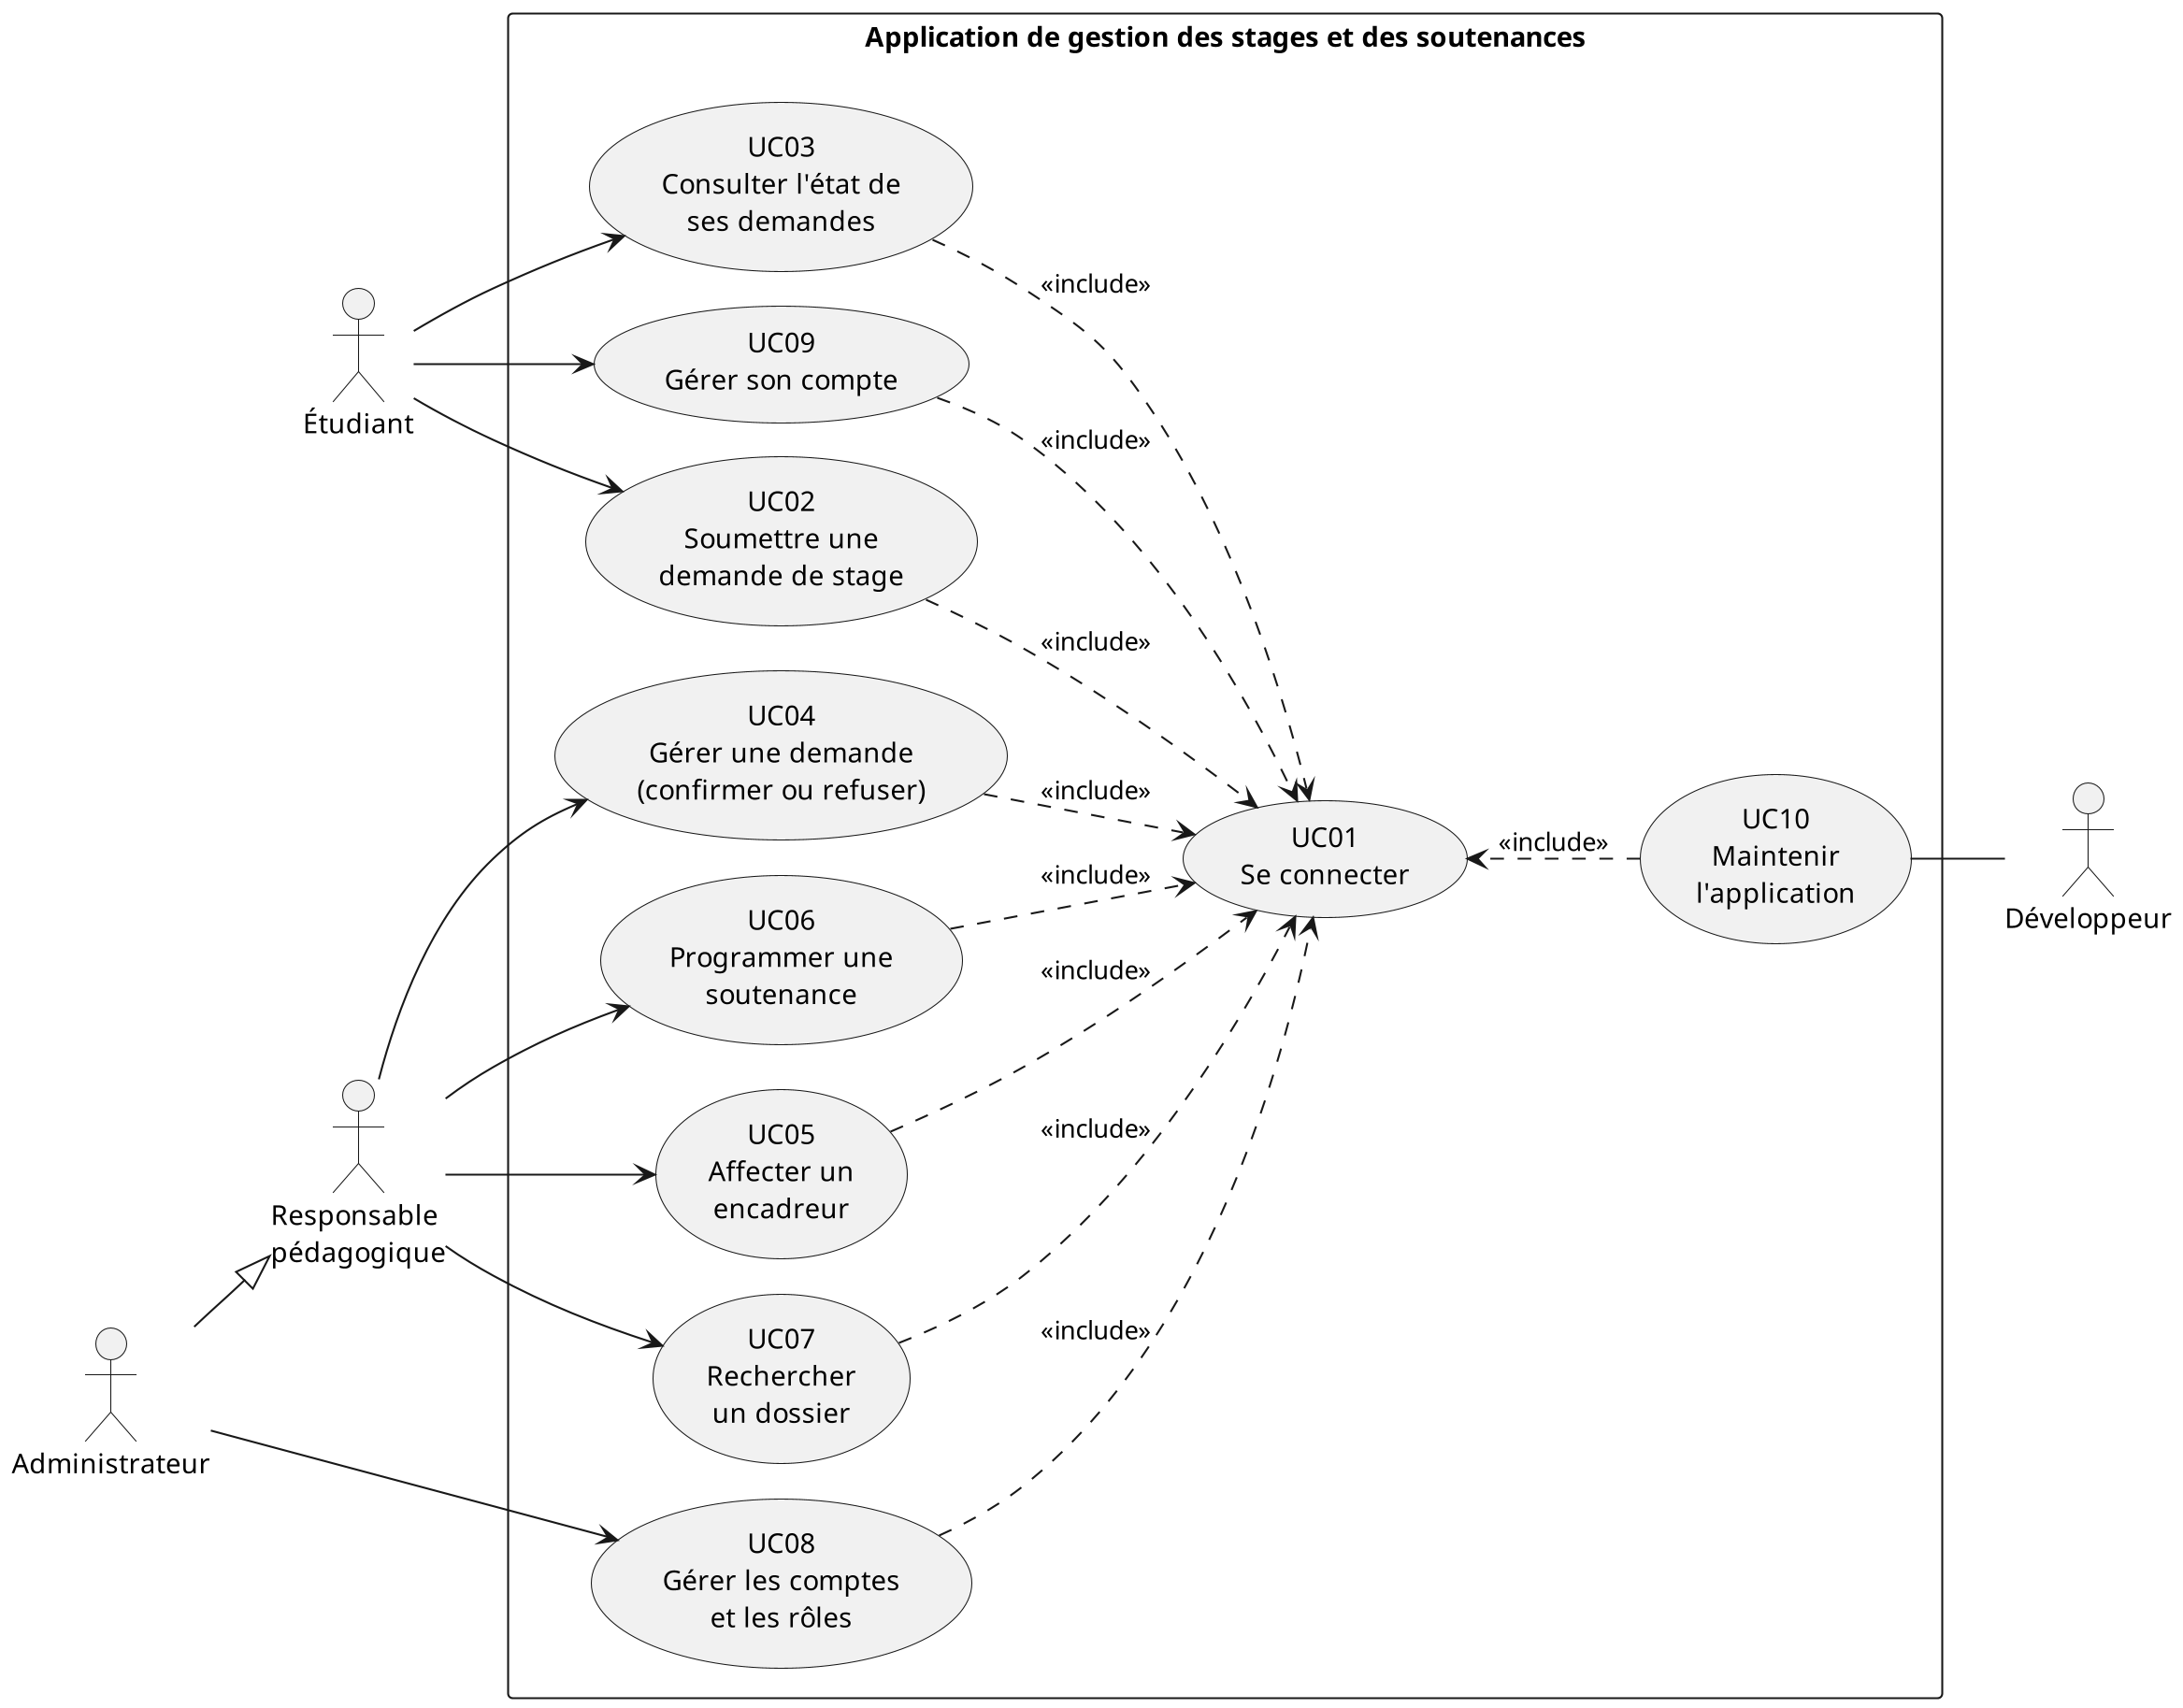 Application de gestion des stages et des soutenances
UC03
Consulter l'état de
ses demandes
«include»
Étudiant
UC09
Gérer son compte
«include»
UC02
Soumettre une
demande de stage
«include»
UC04
Gérer une demande
(confirmer ou refuser)
«include»
UC01
Se connecter
«include»
UC10
Maintenir
l'application
Développeur
UC06
Programmer une
soutenance
«include»
UC05
Affecter un
encadreur
«include»
Responsable
pédagogique
UC07
Rechercher
un dossier
«include»
Administrateur
UC08
Gérer les comptes
et les rôles
«include»